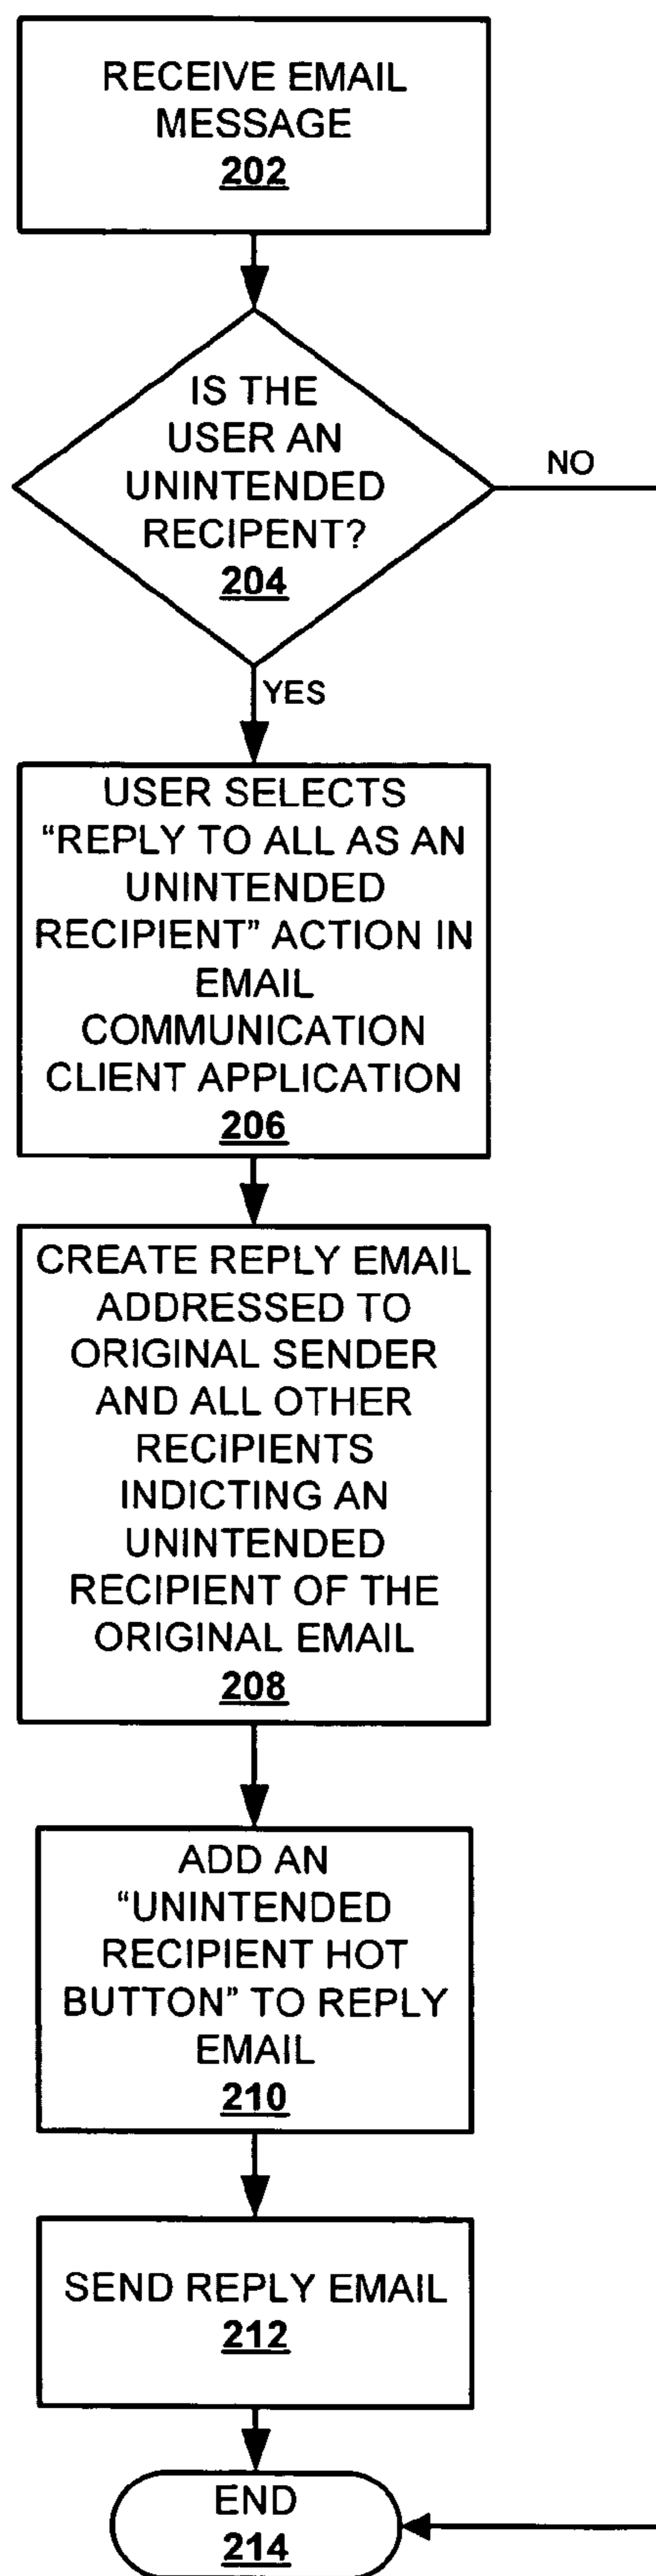 RECEIVE EMAIL
MESSAGE
202
IS THE
USER AN
UNINTENDED
RECIPENT?
204
NO
YES
USER SELECTS
“REPLY TO ALL AS AN
UNINTENDED
RECIPIENT” ACTION IN
EMAIL
COMMUNICATION
CLIENT APPLICATION
206
CREATE REPLY EMAIL
ADDRESSED TO
ORIGINAL SENDER
AND ALL OTHER
RECIPIENTS
INDICTING AN
UNINTENDED
RECIPIENT OF THE
ORIGINAL EMAIL
208
ADD AN
“UNINTENDED
RECIPIENT HOT
BUTTON” TO REPLY
EMAIL
210
SEND REPLY EMAIL
212
END
214